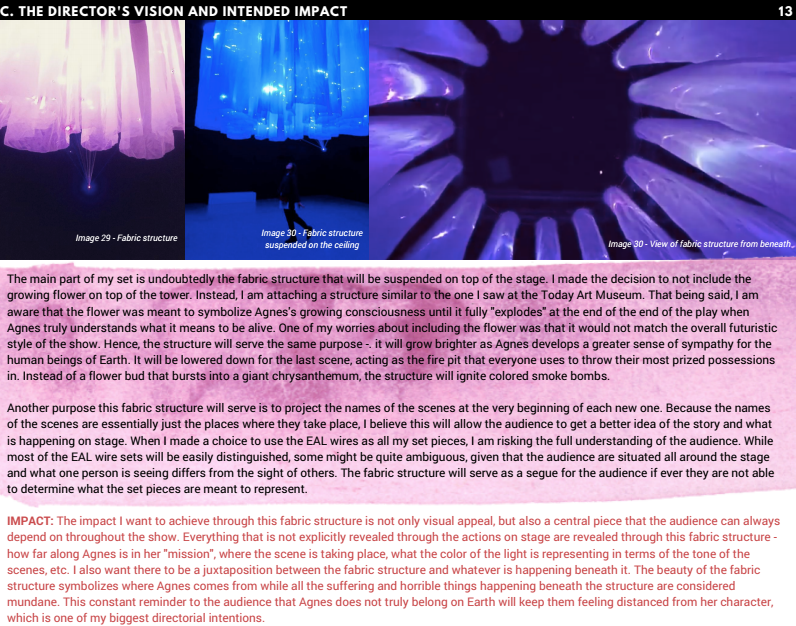 C. THE DIRECTOR'S VISION AND INTENDED IMPACT
13
Image 29 - Fabric structure
Image 30 - Fabric structure
suspended on the ceiling
Image 30 - View of fabric structure from beneath
The main part of my set is undoubtedly the fabric structure that will be suspended on top of the stage. I made the decision to not include the
growing flower on top of the tower. Instead, I am attaching a structure similar to the one I saw at the Today Art Museum. That being said, I am
aware that the flower was meant to symbolize Agnes's growing consciousness until it fully "explodes" at the end of the end of the play when
Agnes truly understands what it means to be alive. One of my worries about including the flower was that it would not match the overall futuristic
style of the show. Hence, the structure will serve the same purpose -. it will grow brighter as Agnes develops a greater sense of sympathy for the
human beings of Earth. It will be lowered down for the last scene, acting as the fire pit that everyone uses to throw their most prized possessions
in. Instead of a flower bud that bursts into a giant chrysanthemum, the structure will ignite colored smoke bombs.
Another purpose this fabric structure will serve is to project the names of the scenes at the very beginning of each new one. Because the names
of the scenes are essentially just the places where they take place, I believe this will allow the audience to get a better idea of the story and what
is happening on stage. When I made a choice to use the EAL wires as all my set pieces, I am risking the full understanding of the audience. While
most of the EAL wire sets will be easily distinguished, some might be quite ambiguous, given that the audience are situated all around the stage
and what one person is seeing differs from the sight of others. The fabric structure will serve as a segue for the audience if ever they are not able
to determine what the set pieces are meant to represent.
IMPACT: The impact I want to achieve through this fabric structure is not only visual appeal, but also a central piece that the audience can always
depend on throughout the show. Everything that is not explicitly revealed through the actions on stage are revealed through this fabric structure -
how far along Agnes is in her "mission", where the scene is taking place, what the color of the light is representing in terms of the tone of the
scenes, etc. I also want there to be a juxtaposition between the fabric structure and whatever is happening beneath it. The beauty of the fabric
structure symbolizes where Agnes comes from while all the suffering and horrible things happening beneath the structure are considered
mundane. This constant reminder to the audience that Agnes does not truly belong on Earth will keep them feeling distanced from her character,
which is one of my biggest directorial intentions.